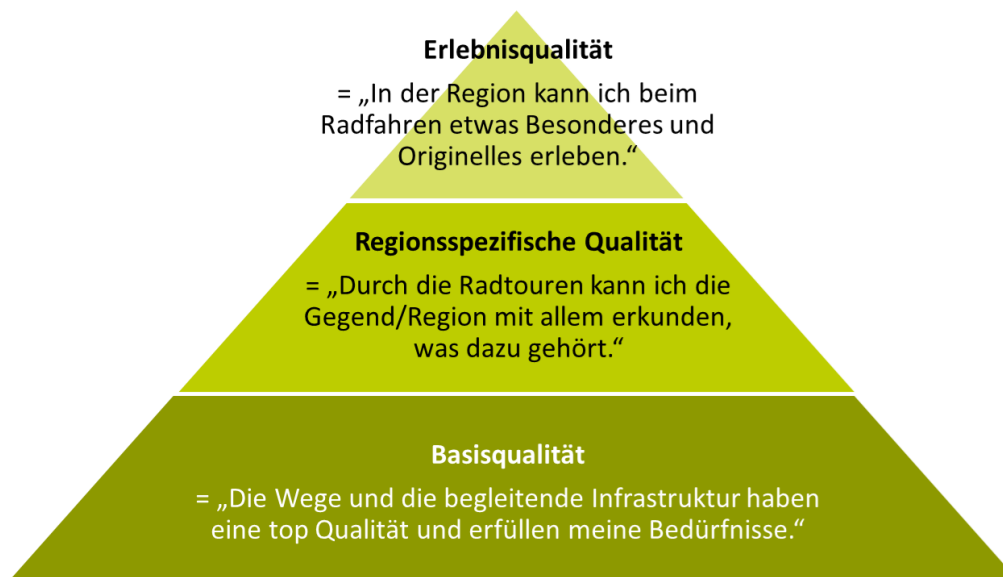 Erlebnisqualität
= „In der Region kann ich beim
Radfahren etwas Besonderes und
Originelles erleben.“
Regionsspezifische Qualität
= „Durch die Radtouren kann ich die
Gegend/Region mit allem erkunden,
was dazu gehört.“
Basisqualität
= „Die Wege und die begleitende Infrastruktur haben
eine top Qualität und erfüllen meine Bedürfnisse.“